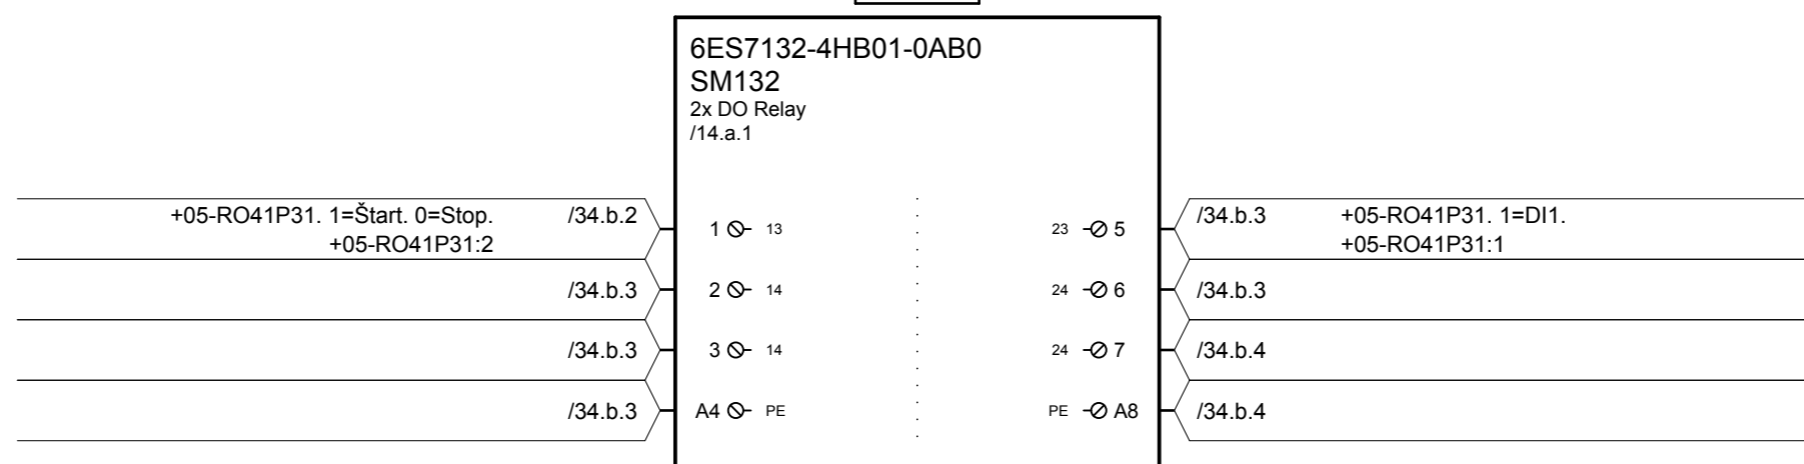 6ES7132-4HB01-0AB0
SM132
2x DO Relay
/14.a.1
+05-RO41P31. 1=Štart. 0=Stop. /34.b.2 1 13 23 5 /34.b.3 +05-RO41P31. 1=DI1.
+05-RO41P31:2 +05-RO41P31:1
/34.b.3 2 14 24 6 /34.b.3
/34.b.3 3 14 24 7 /34.b.4
/34.b.3 A4 PE PE A8 /34.b.4